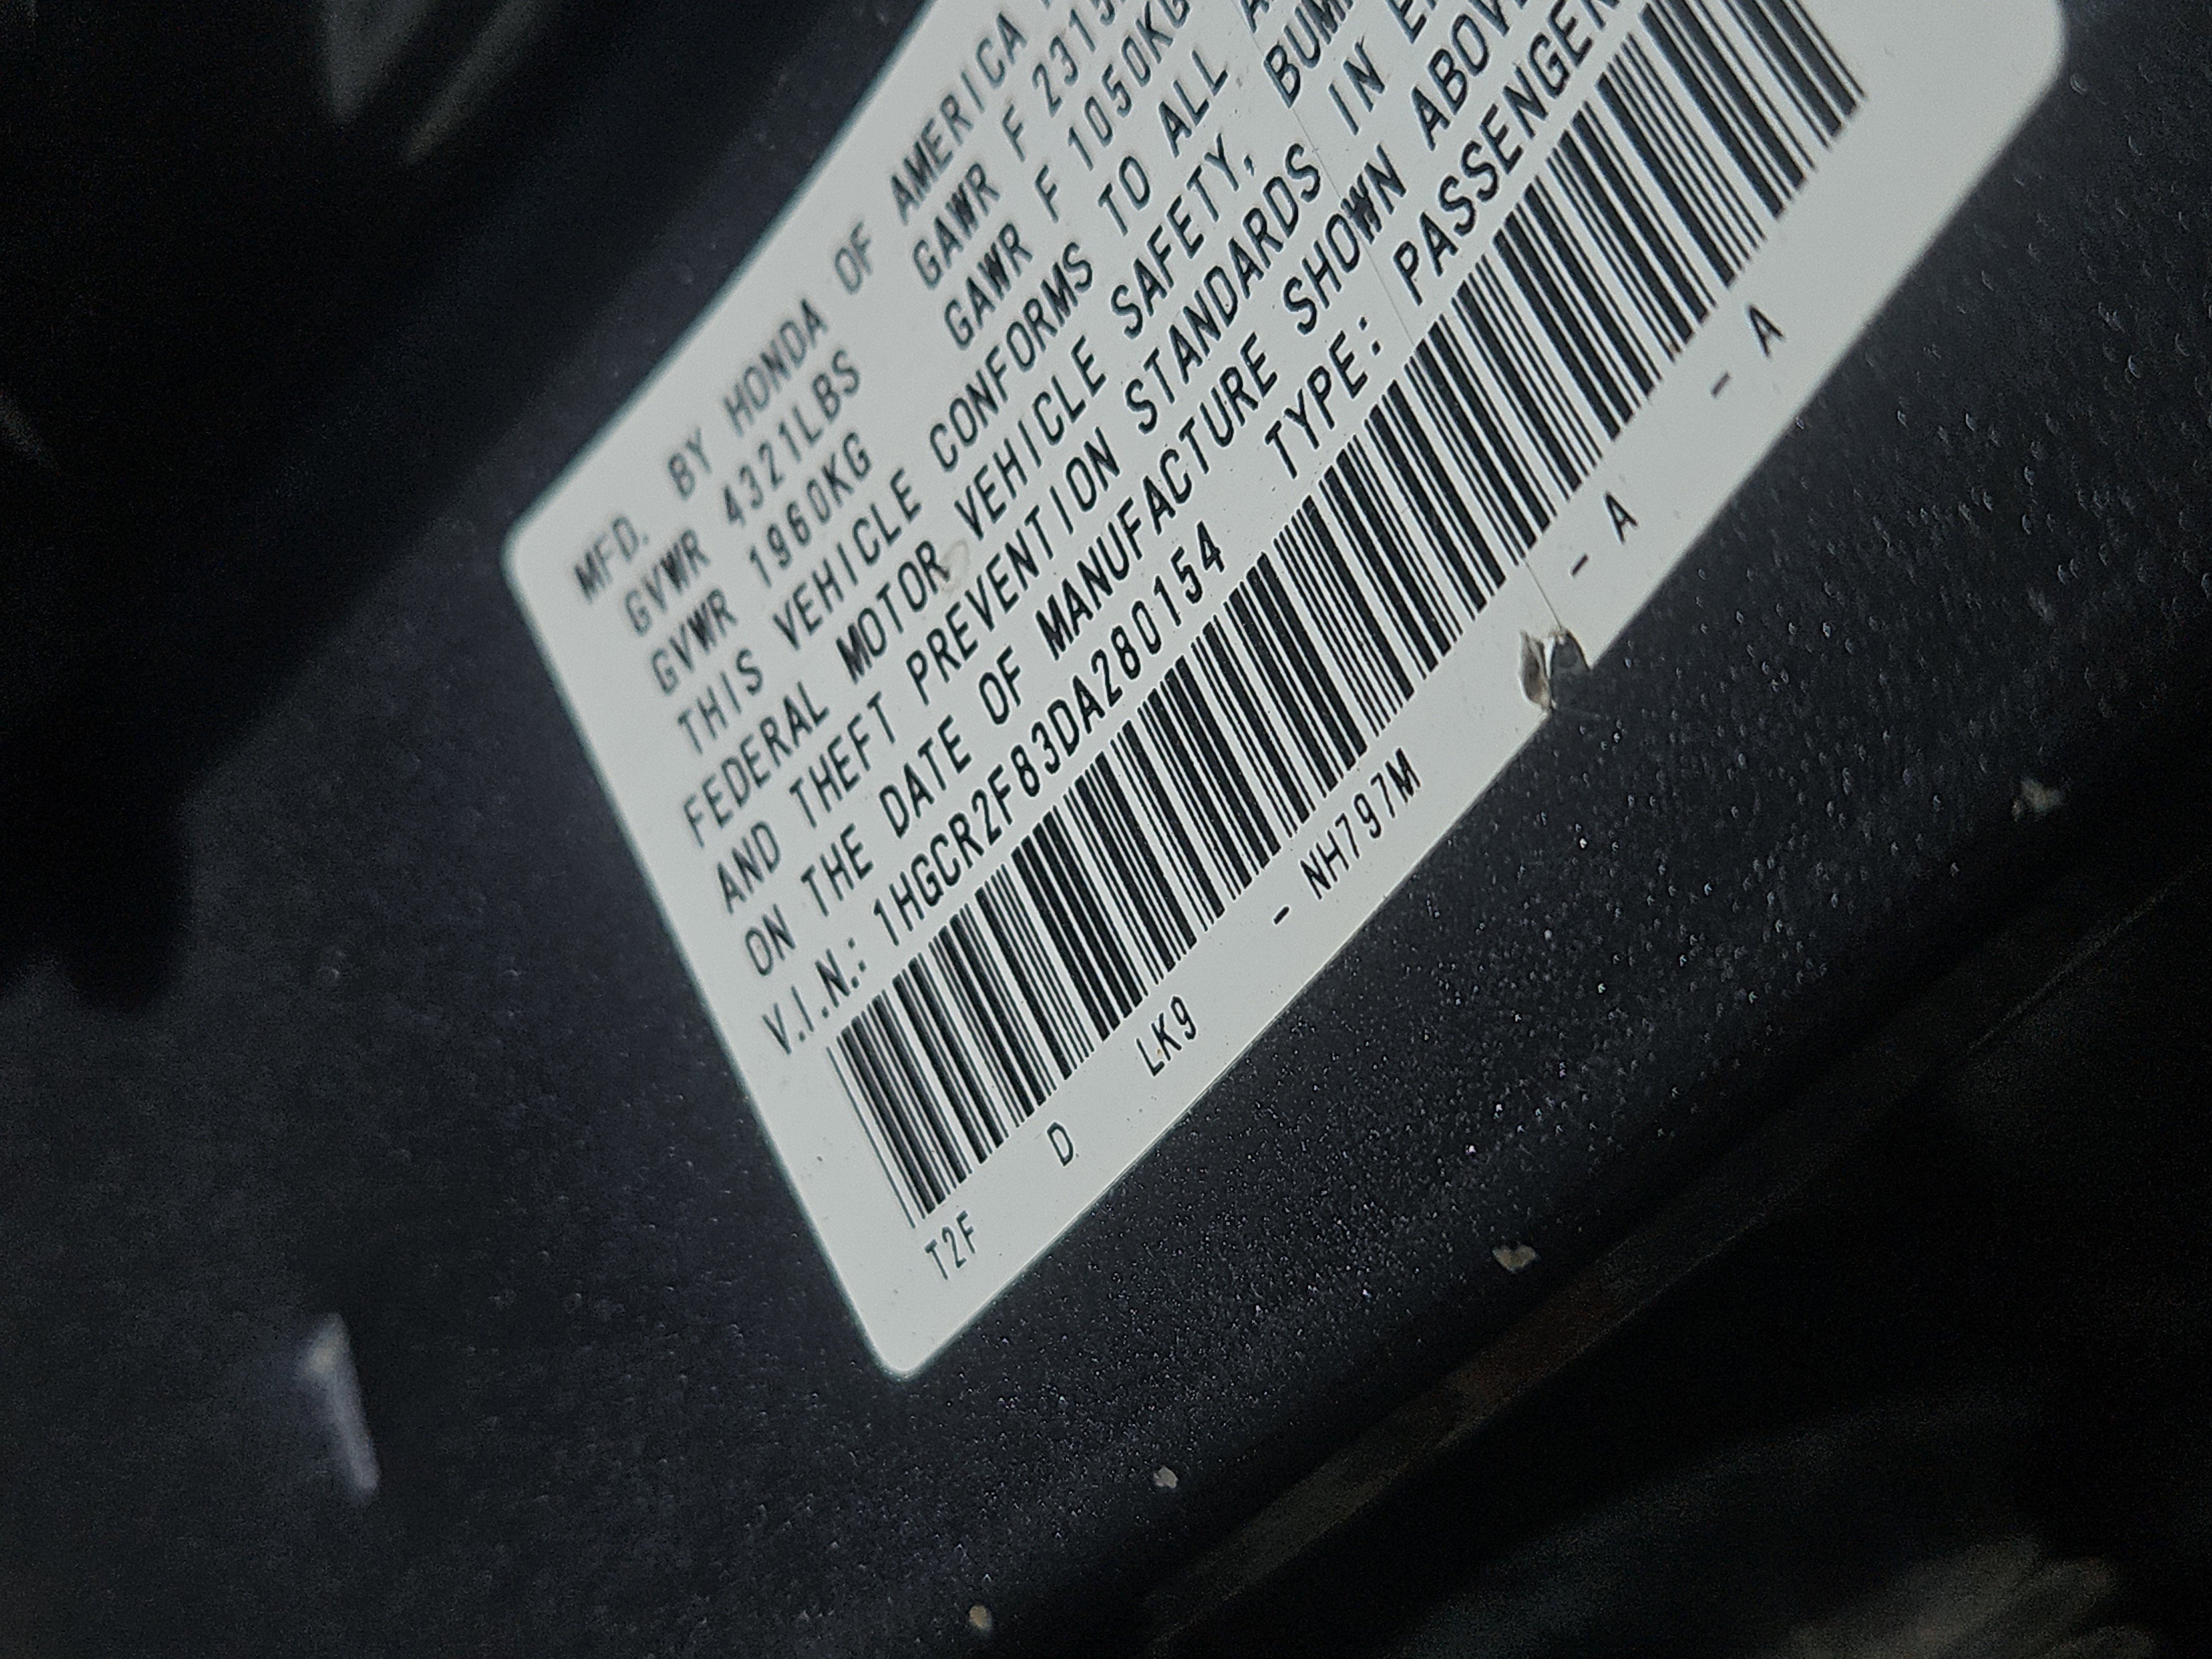 MFD. BY HONDA OF AMERICA
GVWR 4321LBS GAWR F 2315
GVWR 1960KG GAWR F 1050KG
THIS VEHICLE CONFORMS TO ALL
FEDERAL MOTOR VEHICLE SAFETY,
AND THEFT PREVENTION STANDARDS IN
ON THE DATE OF MANUFACTURE SHOWN
V.I.N.: 1HGCR2F83DA280154 TYPE: PASSENGER
T2F D LK9 - NH797M - A - A